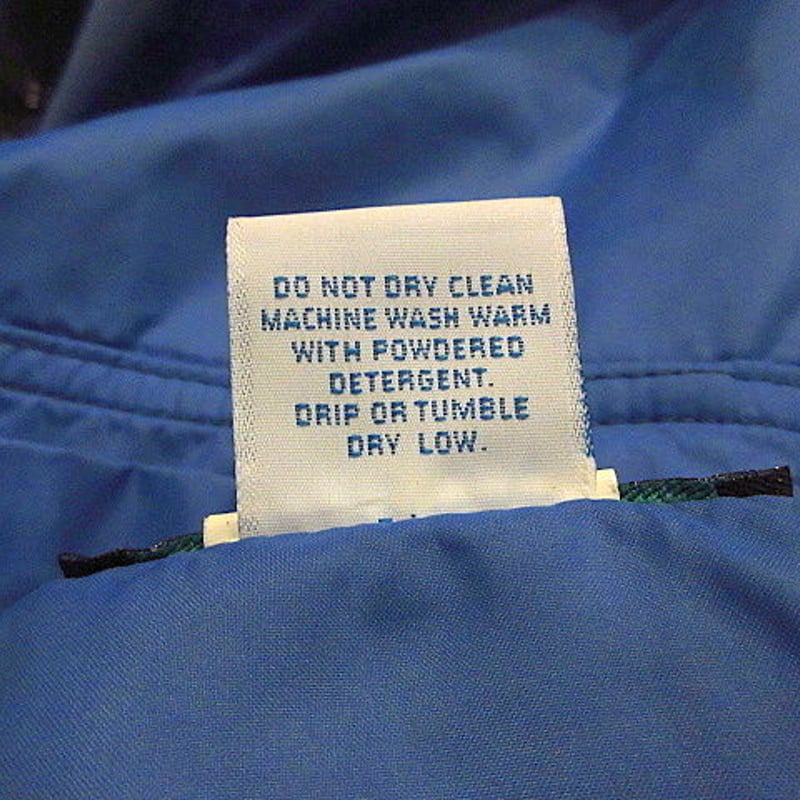 DO NOT DRY CLEAN
MACHINE WASH WARM
WITH POWDERED
DETERGENT.
DRIP OR TUMBLE
DRY LOW.